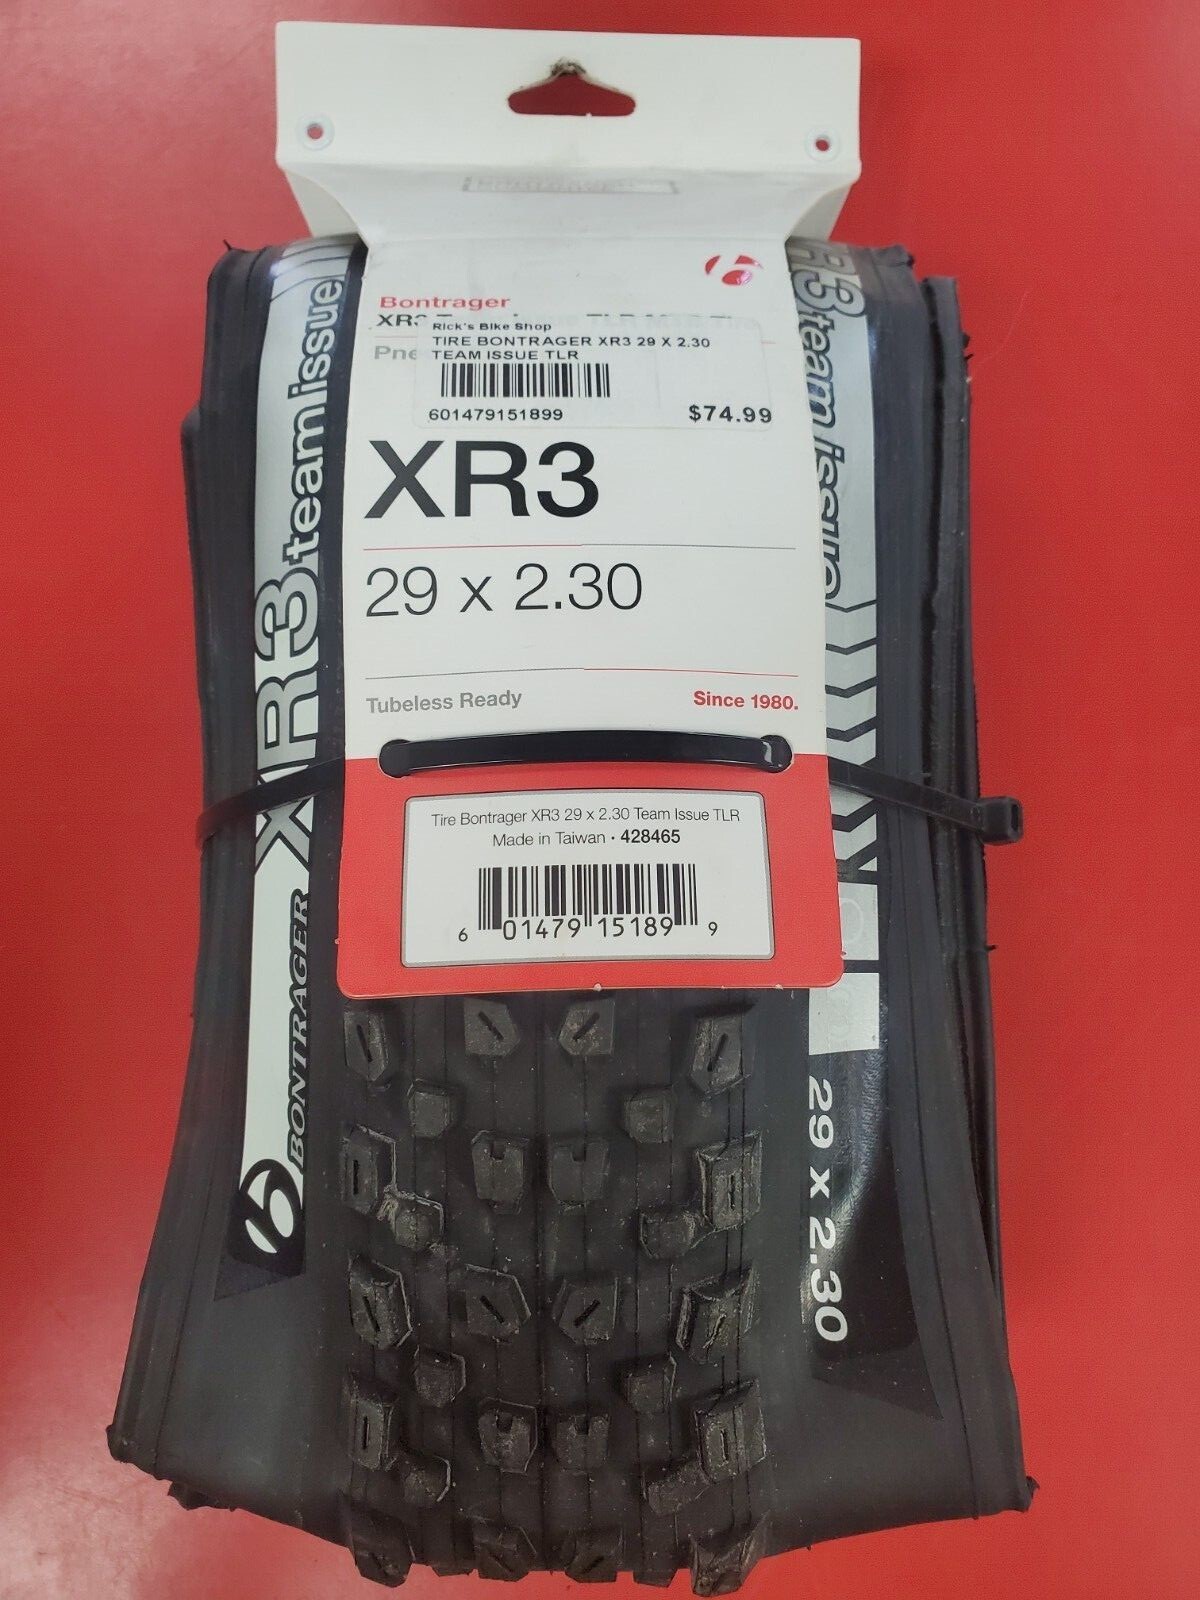 Bontrager
XR3
Rick's Bike Shop
TIRE BONTRAGER XR3 29 X 2.30
TEAM ISSUE TLR
601479151899 $74.99
XR3
29 x 2.30
Tubeless Ready Since 1980.
Tire Bontrager XR3 29 x 2.30 Team Issue TLR
Made in Taiwan · 428465
6 01479 15189 9
BONTRAGER XR3 team issue
XR3 team issue
29 x 2.30